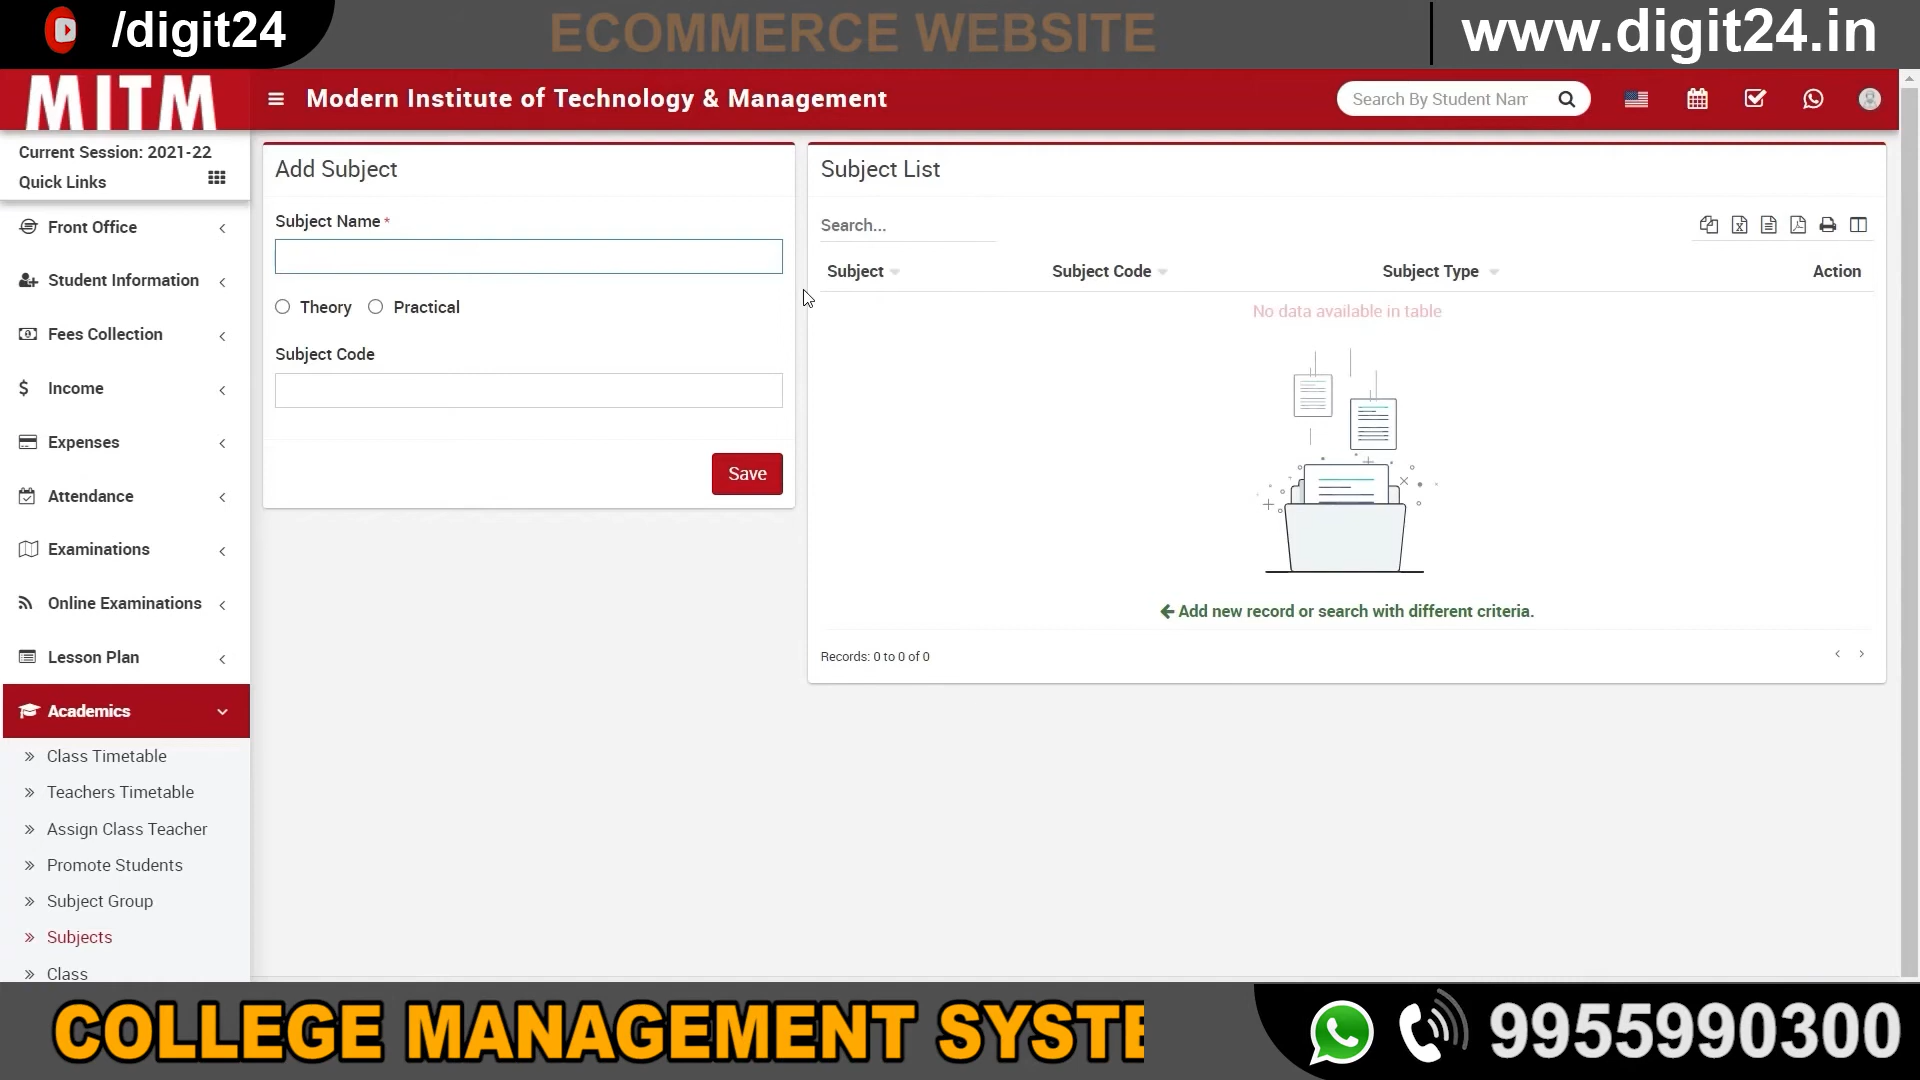 /digit24
ECOMMERCE WEBSITE
www.digit24.in
MITM
Modern Institute of Technology & Management
Search By Student Nam
Current Session: 2021-22
Quick Links
Front Office
Student Information
Fees Collection
Income
Expenses
Attendance
Examinations
Online Examinations
Lesson Plan
Academics
Class Timetable
Teachers Timetable
Assign Class Teacher
Promote Students
Subject Group
Subjects
Class
Add Subject
Subject Name *
Theory
Practical
Subject Code
Save
Subject List
Search...
Subject
Subject Code
Subject Type
Action
No data available in table
Add new record or search with different criteria.
Records: 0 to 0 of 0
COLLEGE MANAGEMENT SYSTE
9955990300